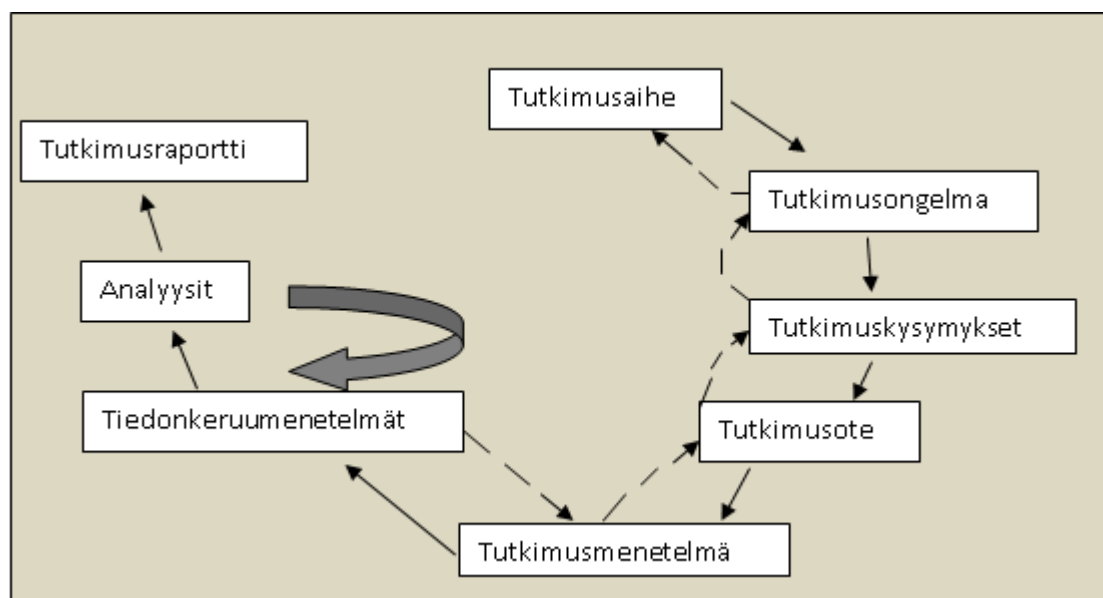 Tutkimusaihe
Tutkimusraportti
Tutkimusongelma
Analyysit
Tutkimuskysymykset
Tiedonkeruumenetelmät
Tutkimusote
Tutkimusmenetelmä